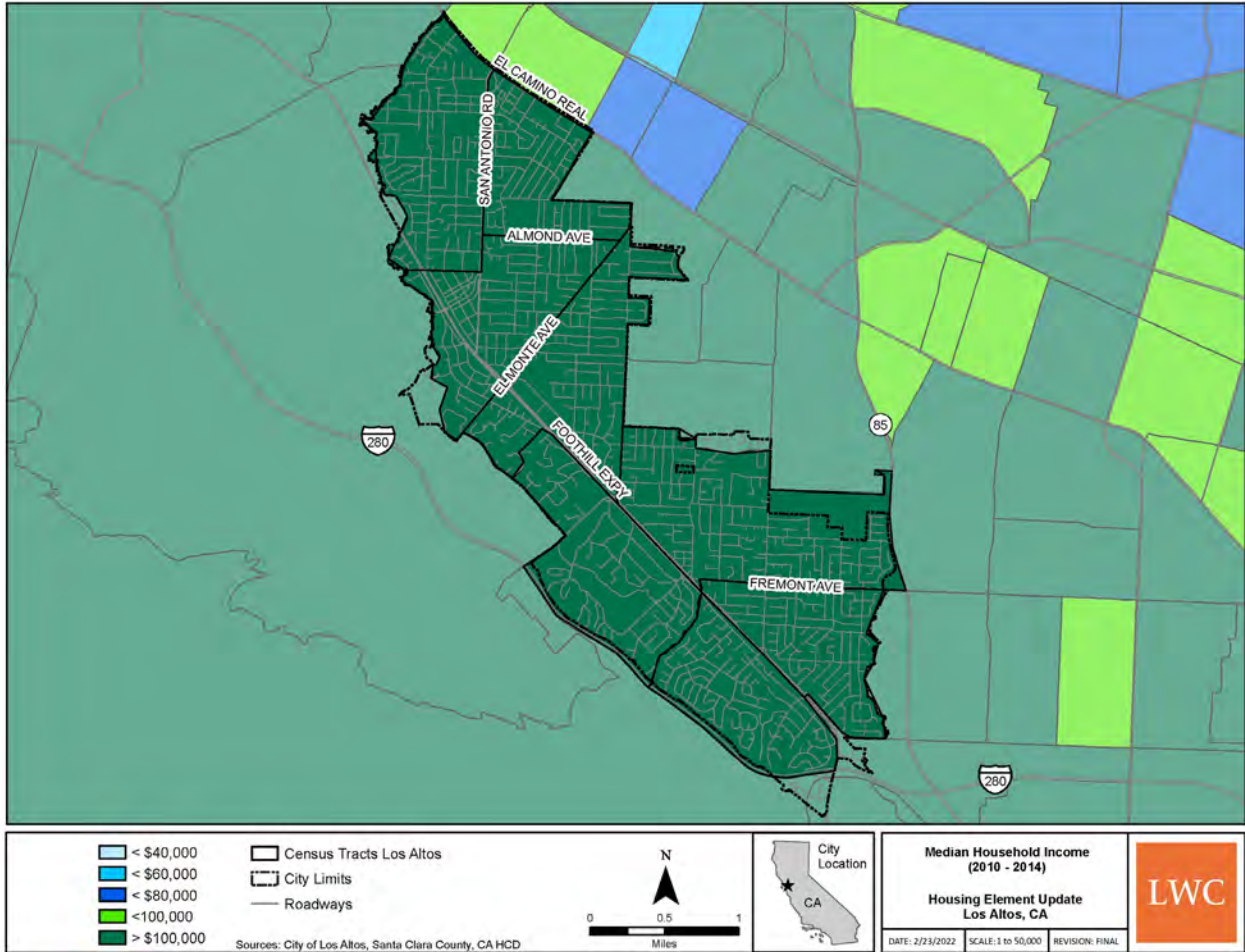 EL CAMINO REAL
SAN ANTONIO RD
ALMOND AVE
EL MONTE AVE
FOOTHILL EXPY
280
85
FREMONT AVE
280
< $40,000
< $60,000
< $80,000
<100,000
> $100,000
Census Tracts Los Altos
City Limits
Roadways
Sources: City of Los Altos, Santa Clara County, CA HCD
N
0 0.5 1
Miles
City
Location
CA
Median Household Income
(2010 - 2014)
Housing Element Update
Los Altos, CA
DATE: 2/23/2022 SCALE: 1 to 50,000 REVISION: FINAL
LWC